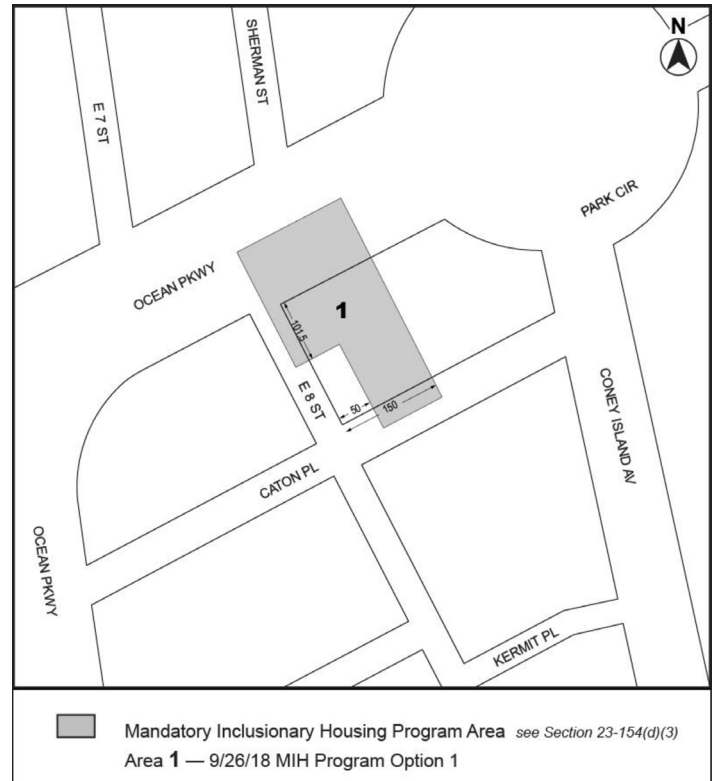 N
SHERMAN ST
E 7 ST
PARK CIR
OCEAN PKWY
1
101.5
E 8 ST
50
150
CONEY ISLAND AV
CATON PL
OCEAN PKWY
KERMIT PL
Mandatory Inclusionary Housing Program Area see Section 23-154(d)(3)
Area 1 — 9/26/18 MIH Program Option 1